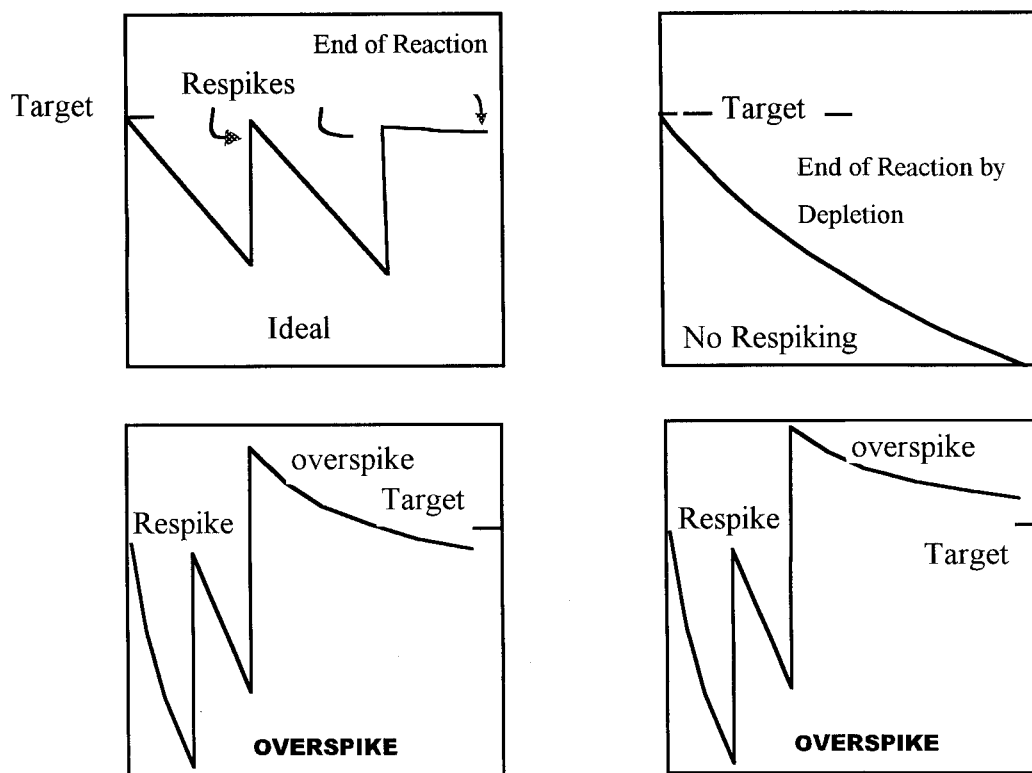 End of Reaction
Respikes
Target
Ideal
Target
End of Reaction by
Depletion
No Respiking
overspike
Target
Respike
OVERSPIKE
overspike
Respike
Target
OVERSPIKE